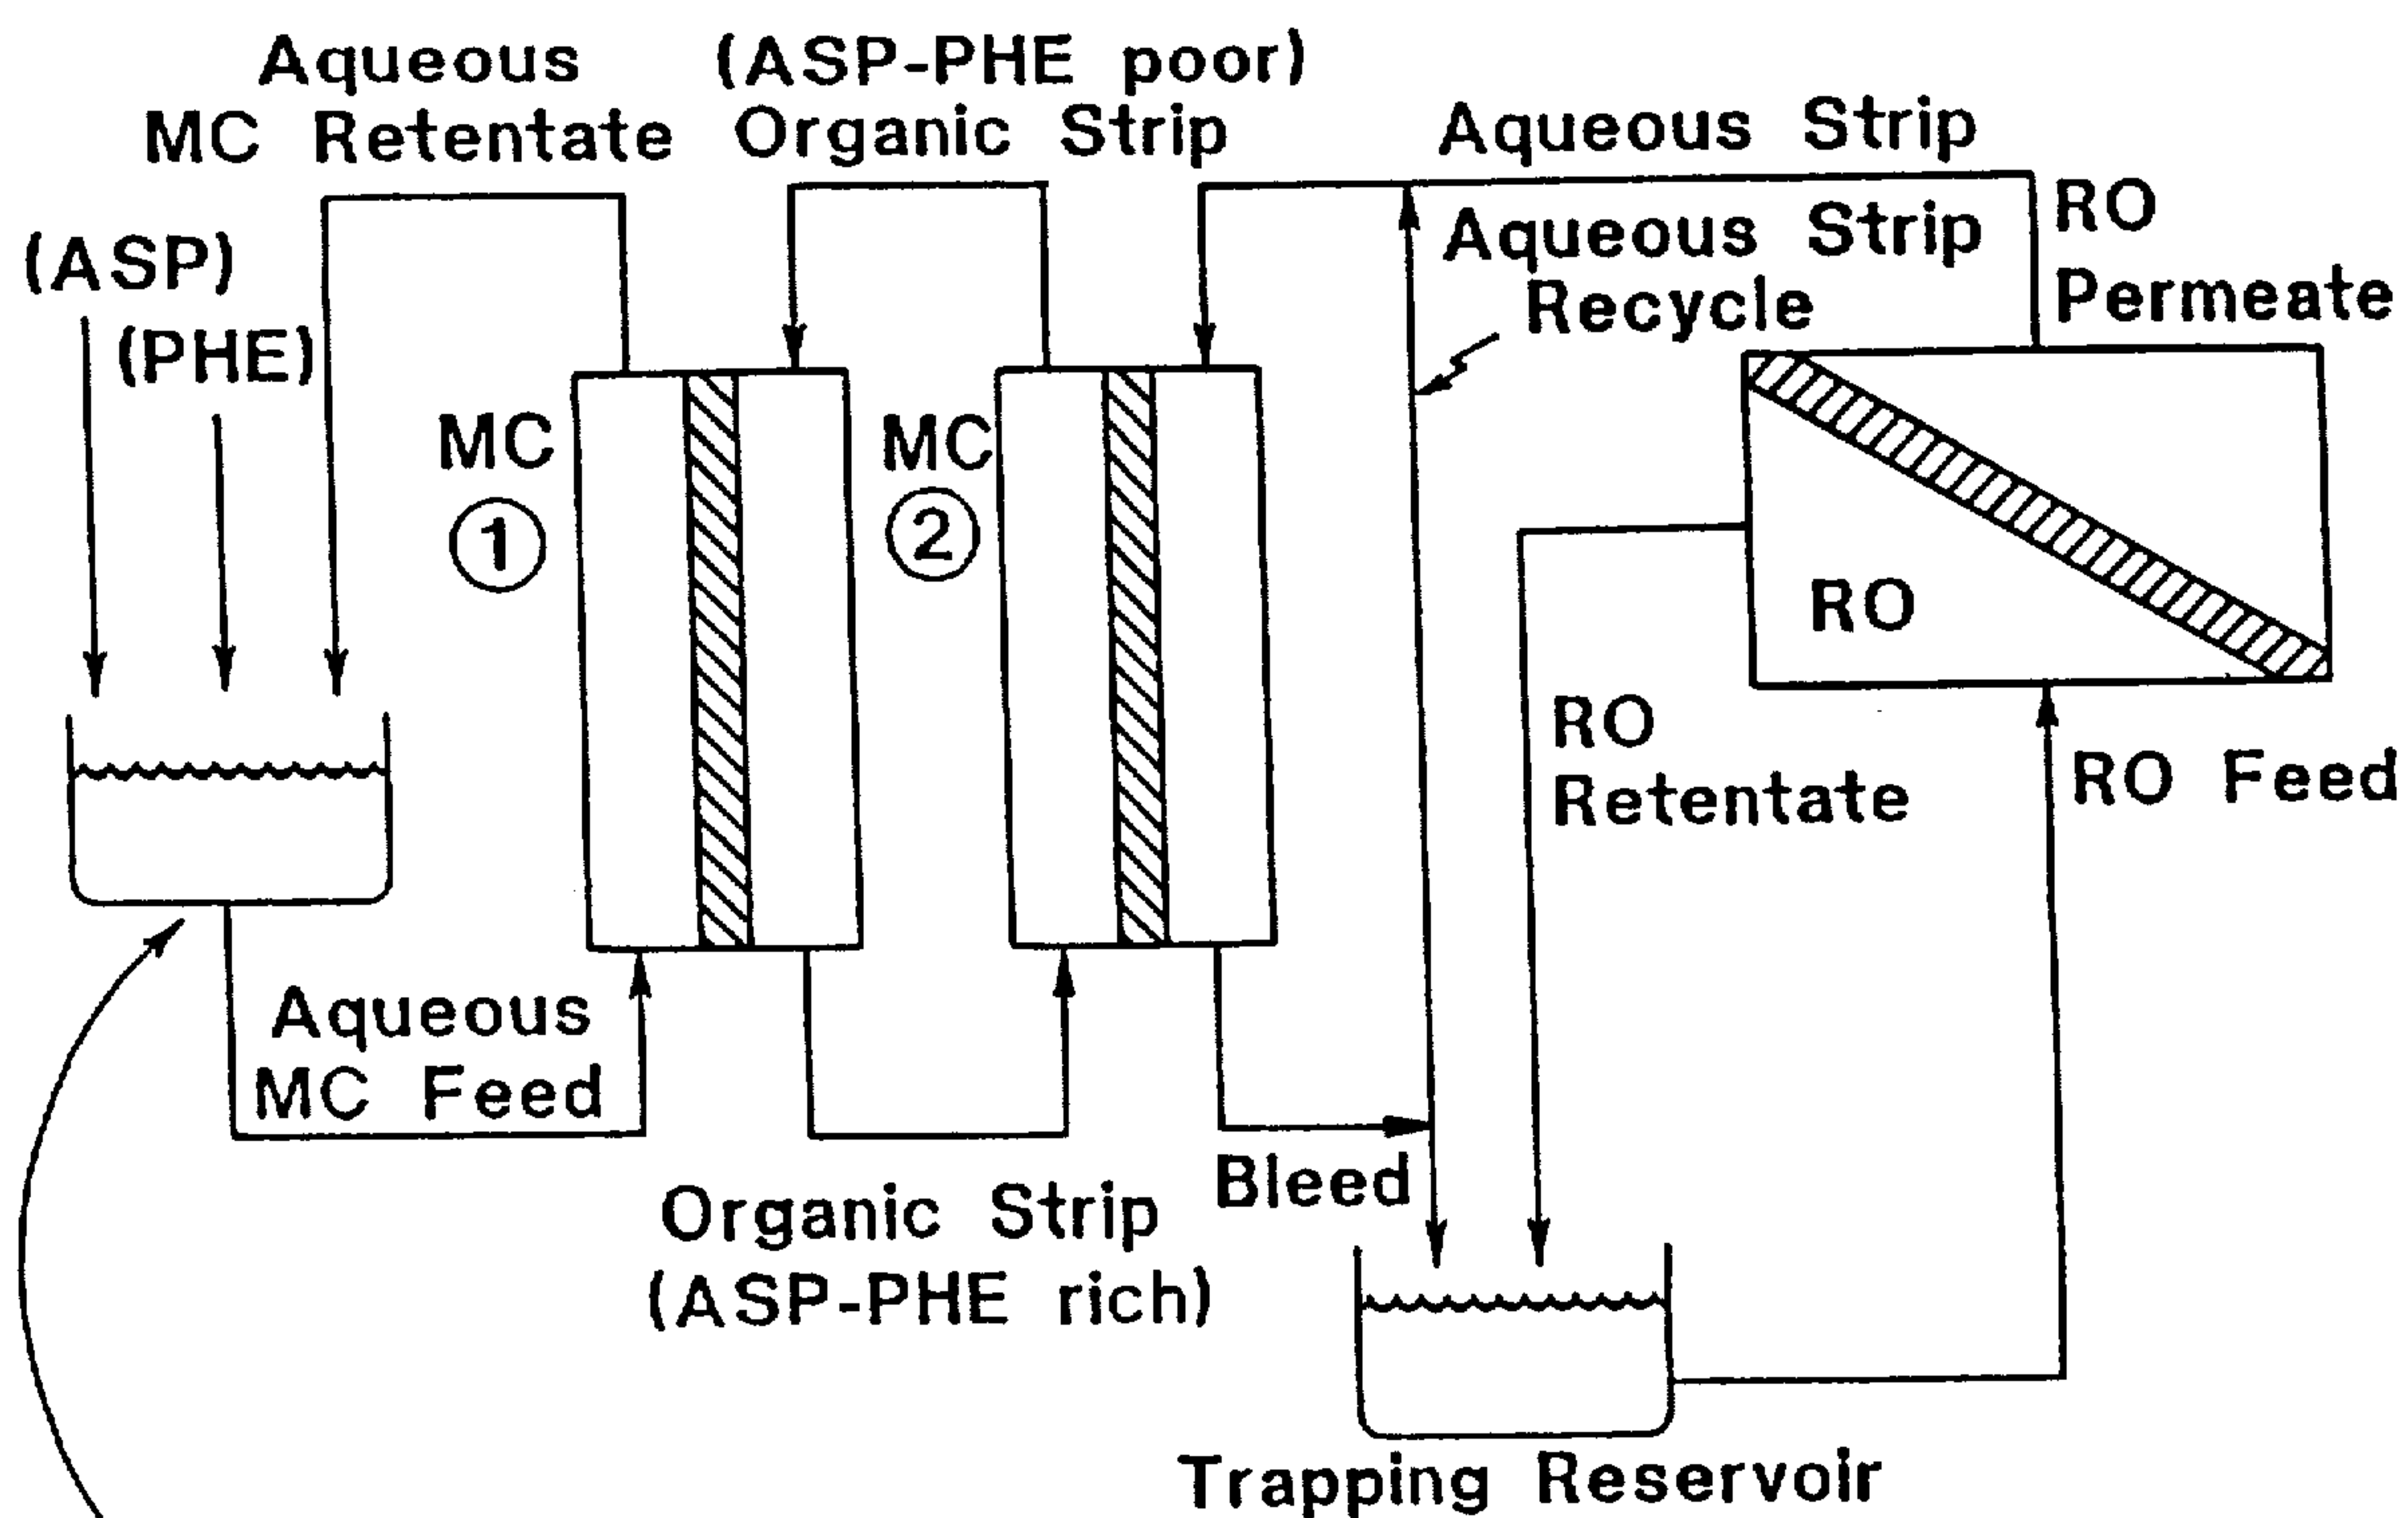 Aqueous
MC Retentate
(ASP-PHE poor)
Organic Strip
Aqueous Strip
RO
Permeate
Aqueous Strip
Recycle
(ASP)
(PHE)
MC
1
MC
2
RO
RO
Retentate
RO Feed
Aqueous
MC Feed
Organic Strip
(ASP-PHE rich)
Bleed
Trapping Reservoir